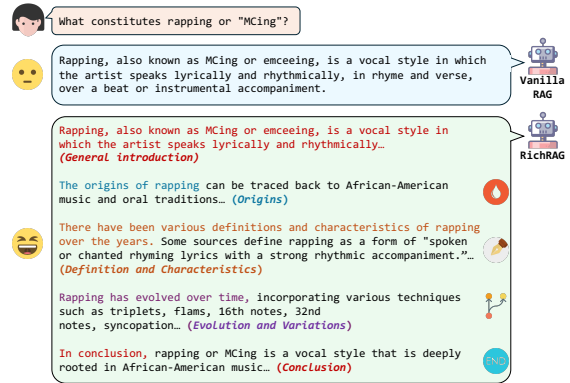 What constitutes rapping or "MCing"?
Rapping, also known as MCing or emceeing, is a vocal style in which
the artist speaks lyrically and rhythmically, in rhyme and verse,
over a beat or instrumental accompaniment.
Vanilla
RAG
Rapping, also known as MCing or emceeing, is a vocal style in
which the artist speaks lyrically and rhythmically…
(General introduction)
RichRAG
The origins of rapping can be traced back to African-American
music and oral traditions… (Origins)
There have been various definitions and characteristics of rapping
over the years. Some sources define rapping as a form of "spoken
or chanted rhyming lyrics with a strong rhythmic accompaniment.”…
(Definition and Characteristics)
Rapping has evolved over time, incorporating various techniques
such as triplets, flams, 16th notes, 32nd
notes, syncopation… (Evolution and Variations)
In conclusion, rapping or MCing is a vocal style that is deeply
rooted in African-American music… (Conclusion)
END